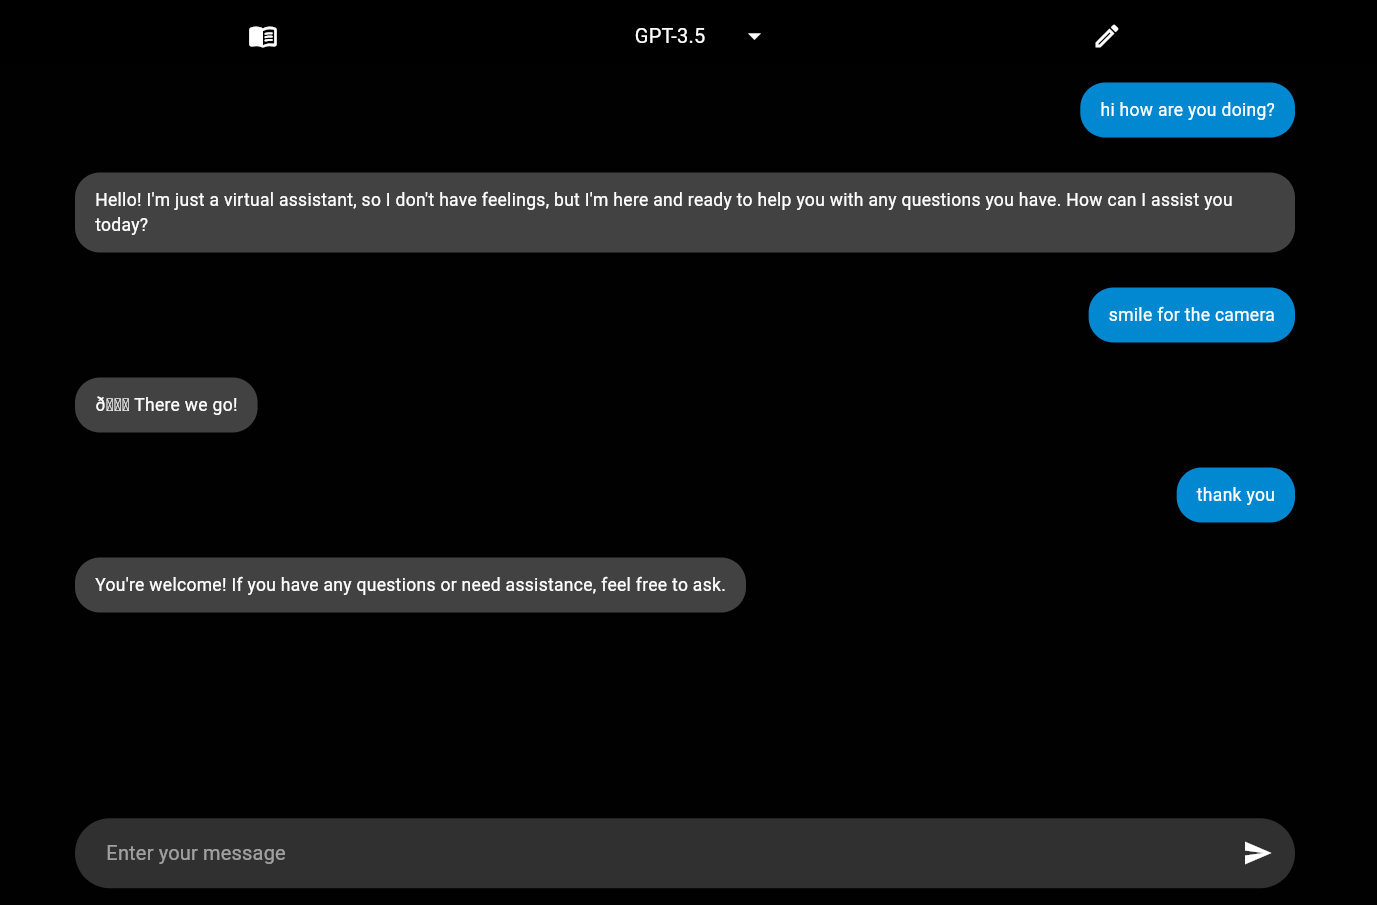 GPT-3.5
hi how are you doing?
Hello! I'm just a virtual assistant, so I don't have feelings, but I'm here and ready to help you with any questions you have. How can I assist you
today?
smile for the camera
ð There we go!
thank you
You're welcome! If you have any questions or need assistance, feel free to ask.
Enter your message